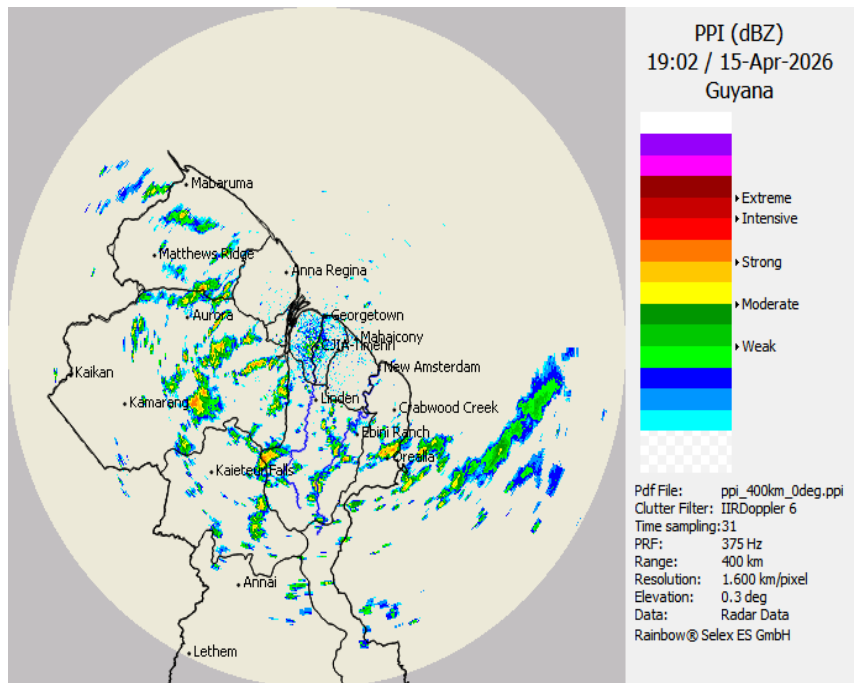 PPI (dBZ)
19:02 / 15-Apr-2026
Guyana
Extreme
Intensive
Strong
Moderate
Weak
Pdf File: ppi_400km_0deg.ppi
Clutter Filter: IIRDoppler 6
Time sampling:31
PRF: 375 Hz
Range: 400 km
Resolution: 1.600 km/pixel
Elevation: 0.3 deg
Data: Radar Data
Rainbow® Selex ES GmbH
Mabaruma
Matthews Ridge
Anna Regina
Aurora
Georgetown
Mahaicony
CJIA-Timehri
Kaikan
New Amsterdam
Kamarang
Linden
Crabwood Creek
Ebini Ranch
Orealla
Kaieteur Falls
Annai
Lethem